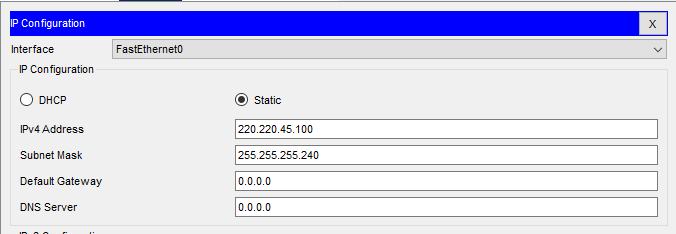 IP Configuration X
Interface FastEthernet0
IP Configuration
DHCP Static
IPv4 Address 220.220.45.100
Subnet Mask 255.255.255.240
Default Gateway 0.0.0.0
DNS Server 0.0.0.0